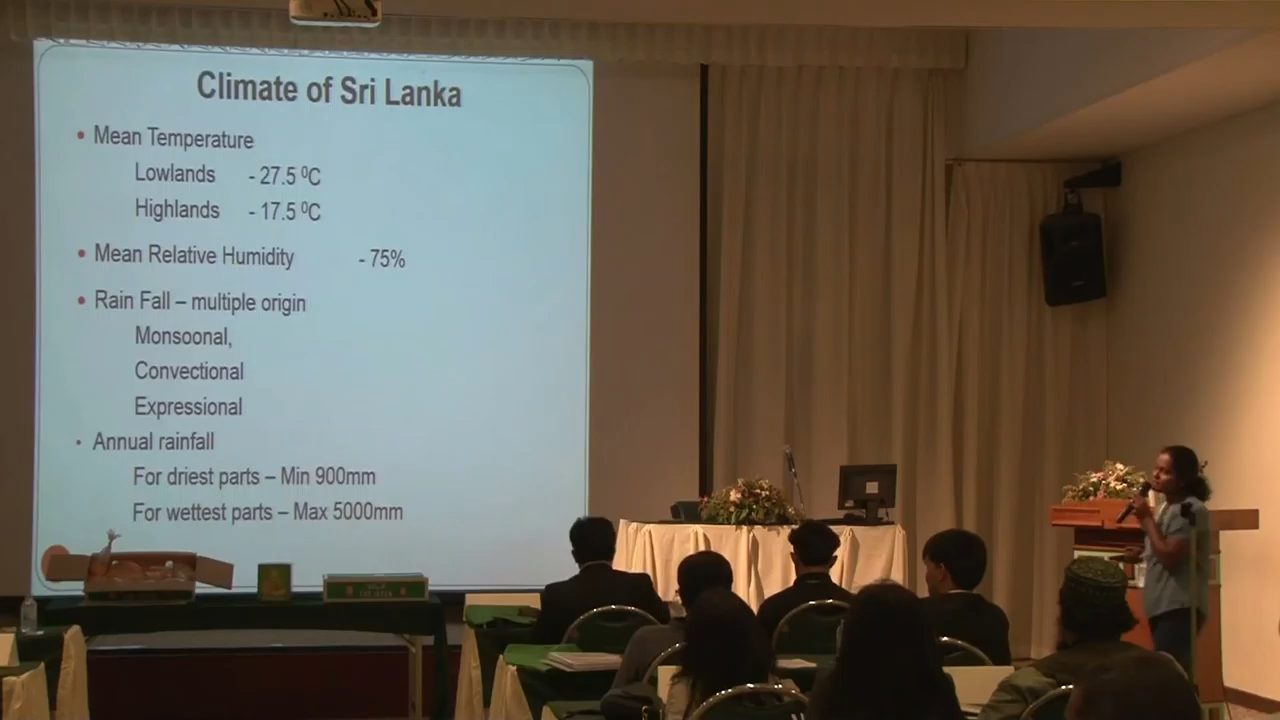 Climate of Sri Lanka
• Mean Temperature
Lowlands - 27.5 ⁰C
Highlands - 17.5 ⁰C
• Mean Relative Humidity - 75%
• Rain Fall – multiple origin
Monsoonal,
Convectional
Expressional
• Annual rainfall
For driest parts – Min 900mm
For wettest parts – Max 5000mm